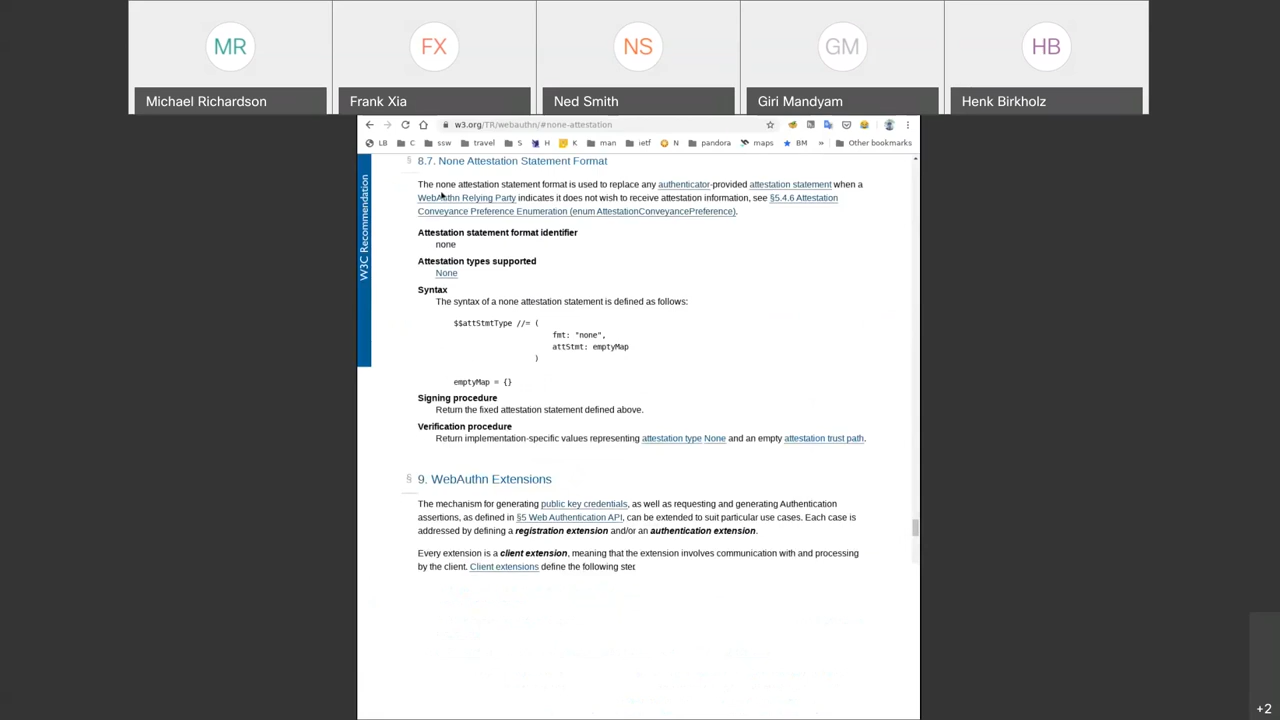 MR
FX
NS
GM
HB
Michael Richardson
Frank Xia
Ned Smith
Giri Mandyam
Henk Birkholz
w3.org/TR/webauthn/#none-attestation
LB C ssw travel S H K man ietf N pandora maps BM » Other bookmarks
W3C Recommendation
§ 8.7. None Attestation Statement Format
The none attestation statement format is used to replace any authenticator-provided attestation statement when a
WebAuthn Relying Party indicates it does not wish to receive attestation information, see §5.4.6 Attestation
Conveyance Preference Enumeration (enum AttestationConveyancePreference).
Attestation statement format identifier
none
Attestation types supported
None
Syntax
The syntax of a none attestation statement is defined as follows:
$$attStmtType //= (
fmt: "none",
attStmt: emptyMap
)
emptyMap = {}
Signing procedure
Return the fixed attestation statement defined above.
Verification procedure
Return implementation-specific values representing attestation type None and an empty attestation trust path.
§ 9. WebAuthn Extensions
The mechanism for generating public key credentials, as well as requesting and generating Authentication
assertions, as defined in §5 Web Authentication API, can be extended to suit particular use cases. Each case is
addressed by defining a registration extension and/or an authentication extension.
Every extension is a client extension, meaning that the extension involves communication with and processing
by the client. Client extensions define the following
+2